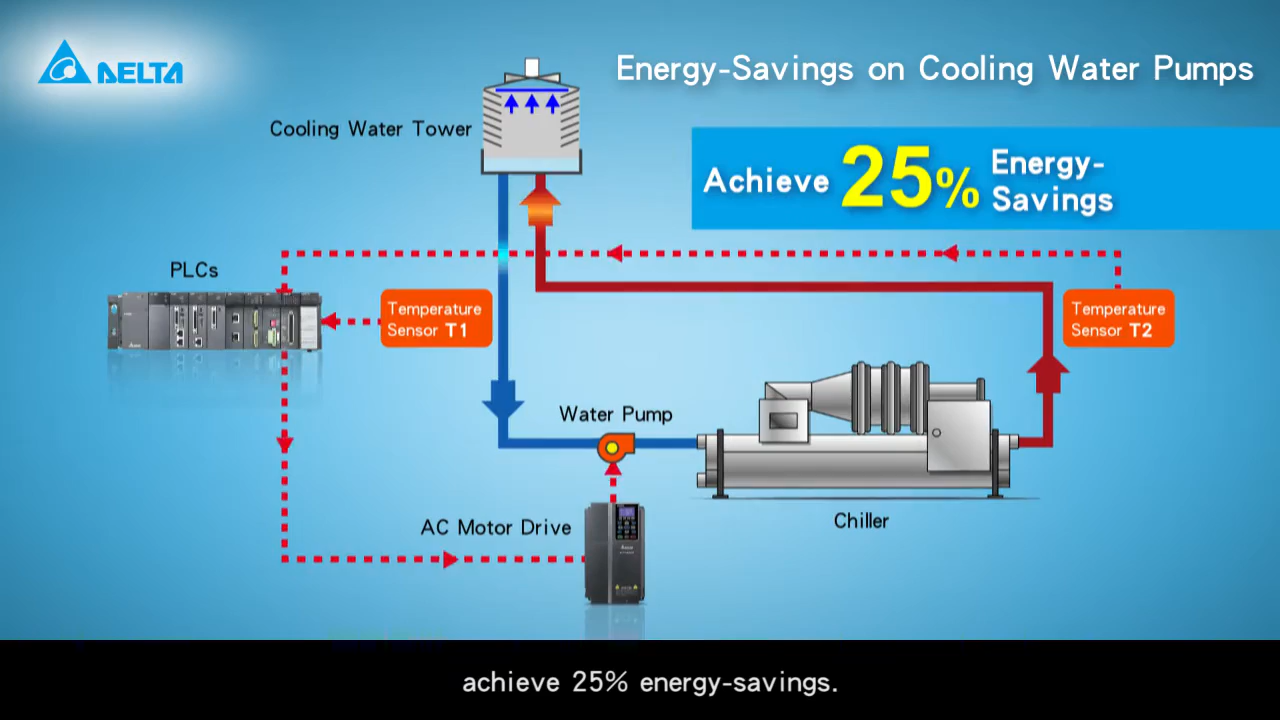 DELTA
Energy-Savings on Cooling Water Pumps
Cooling Water Tower
Achieve 25% Energy-
Savings
PLCs
Temperature
Sensor T1
Temperature
Sensor T2
Water Pump
AC Motor Drive
Chiller
achieve 25% energy-savings.